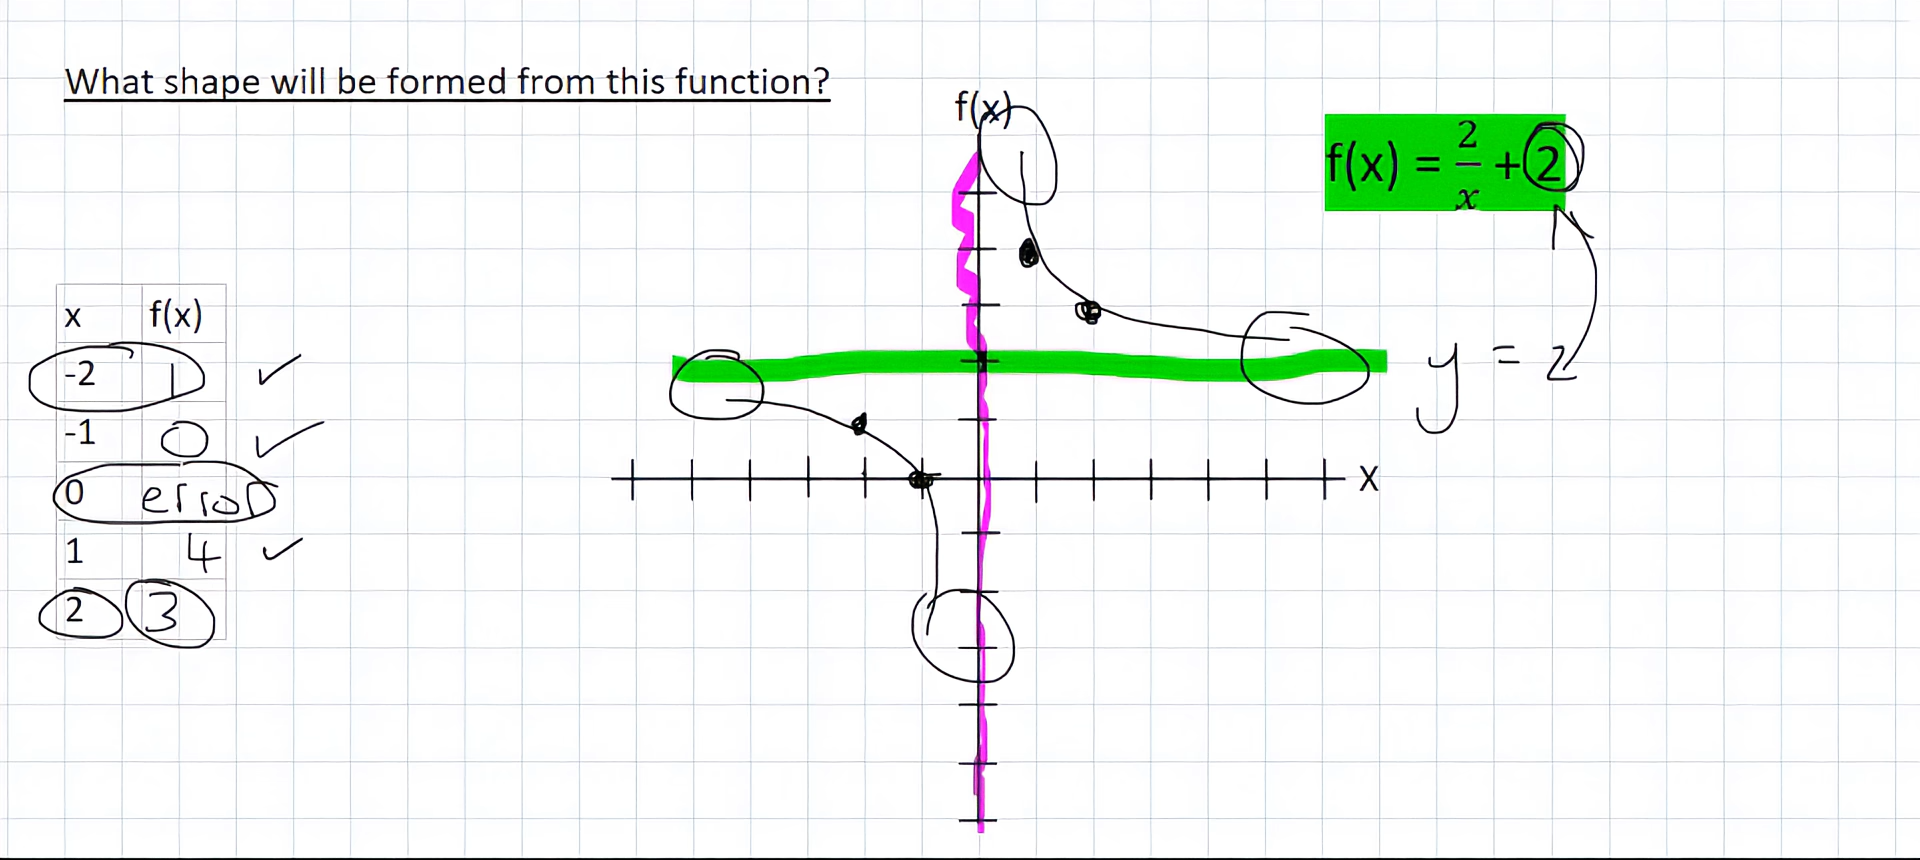 What shape will be formed from this function?
f(x)
f(x) = 2/x + 2
x f(x)
-2 1
-1 0
0 error
1 4
2 3
y = 2
x